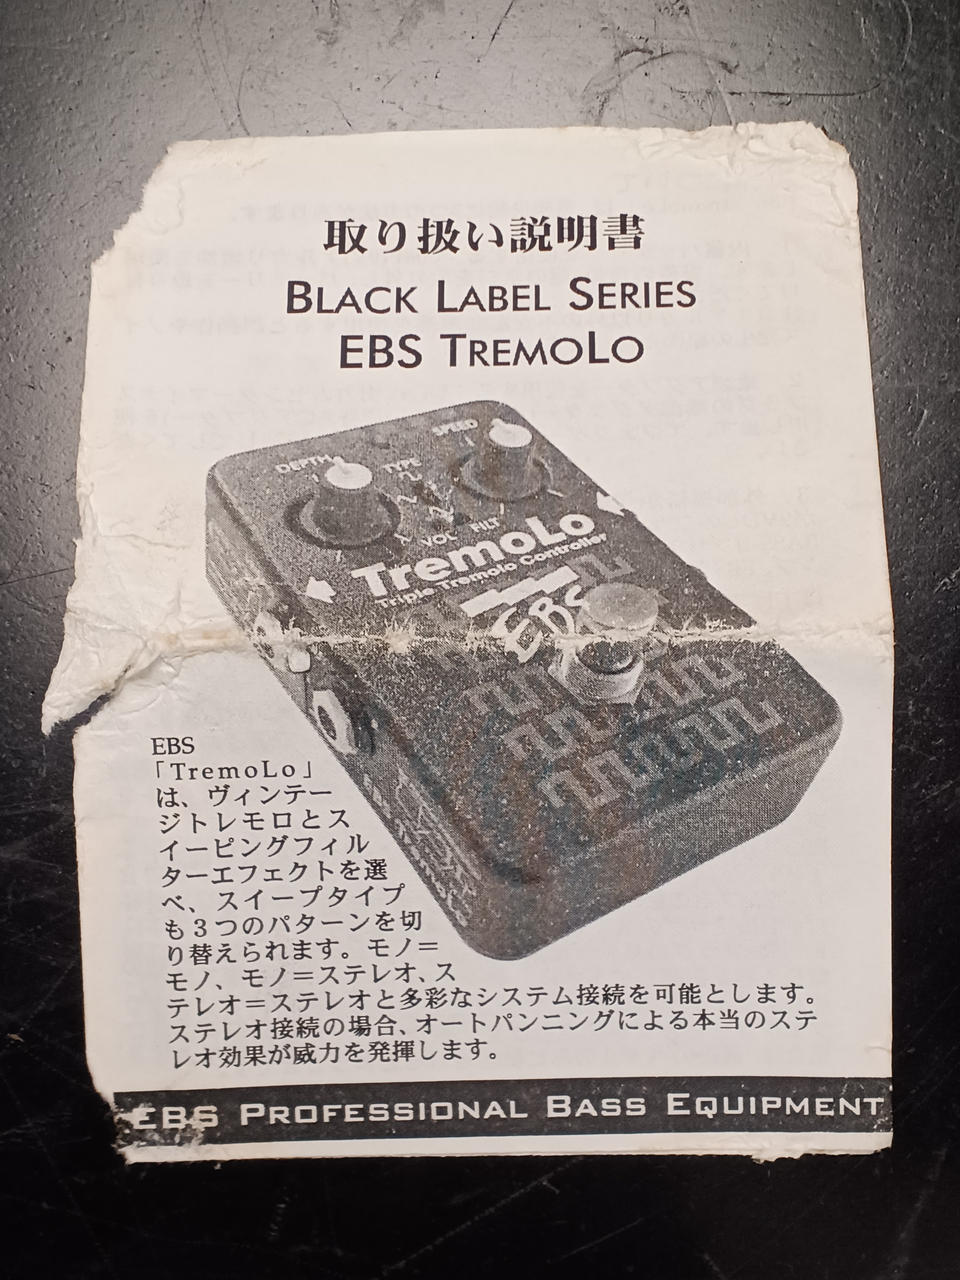 取り扱い説明書
BLACK LABEL SERIES
EBS TREMOLO
DEPTH
TYPE
SPEED
VOL FILT
TremoLo
Triple Tremolo Controller
EBS
EBS
「TremoLo」
は、ヴィンテー
ジトレモロとス
イーピングフィル
ターエフェクトを選
べ、スイープタイプ
も3つのパターンを切
り替えられます。モノ＝
モノ、モノ＝ステレオ、ス
テレオ＝ステレオと多彩なシステム接続を可能とします。
ステレオ接続の場合、オートパンニングによる本当のステ
レオ効果が威力を発揮します。
EBS PROFESSIONAL BASS EQUIPMENT